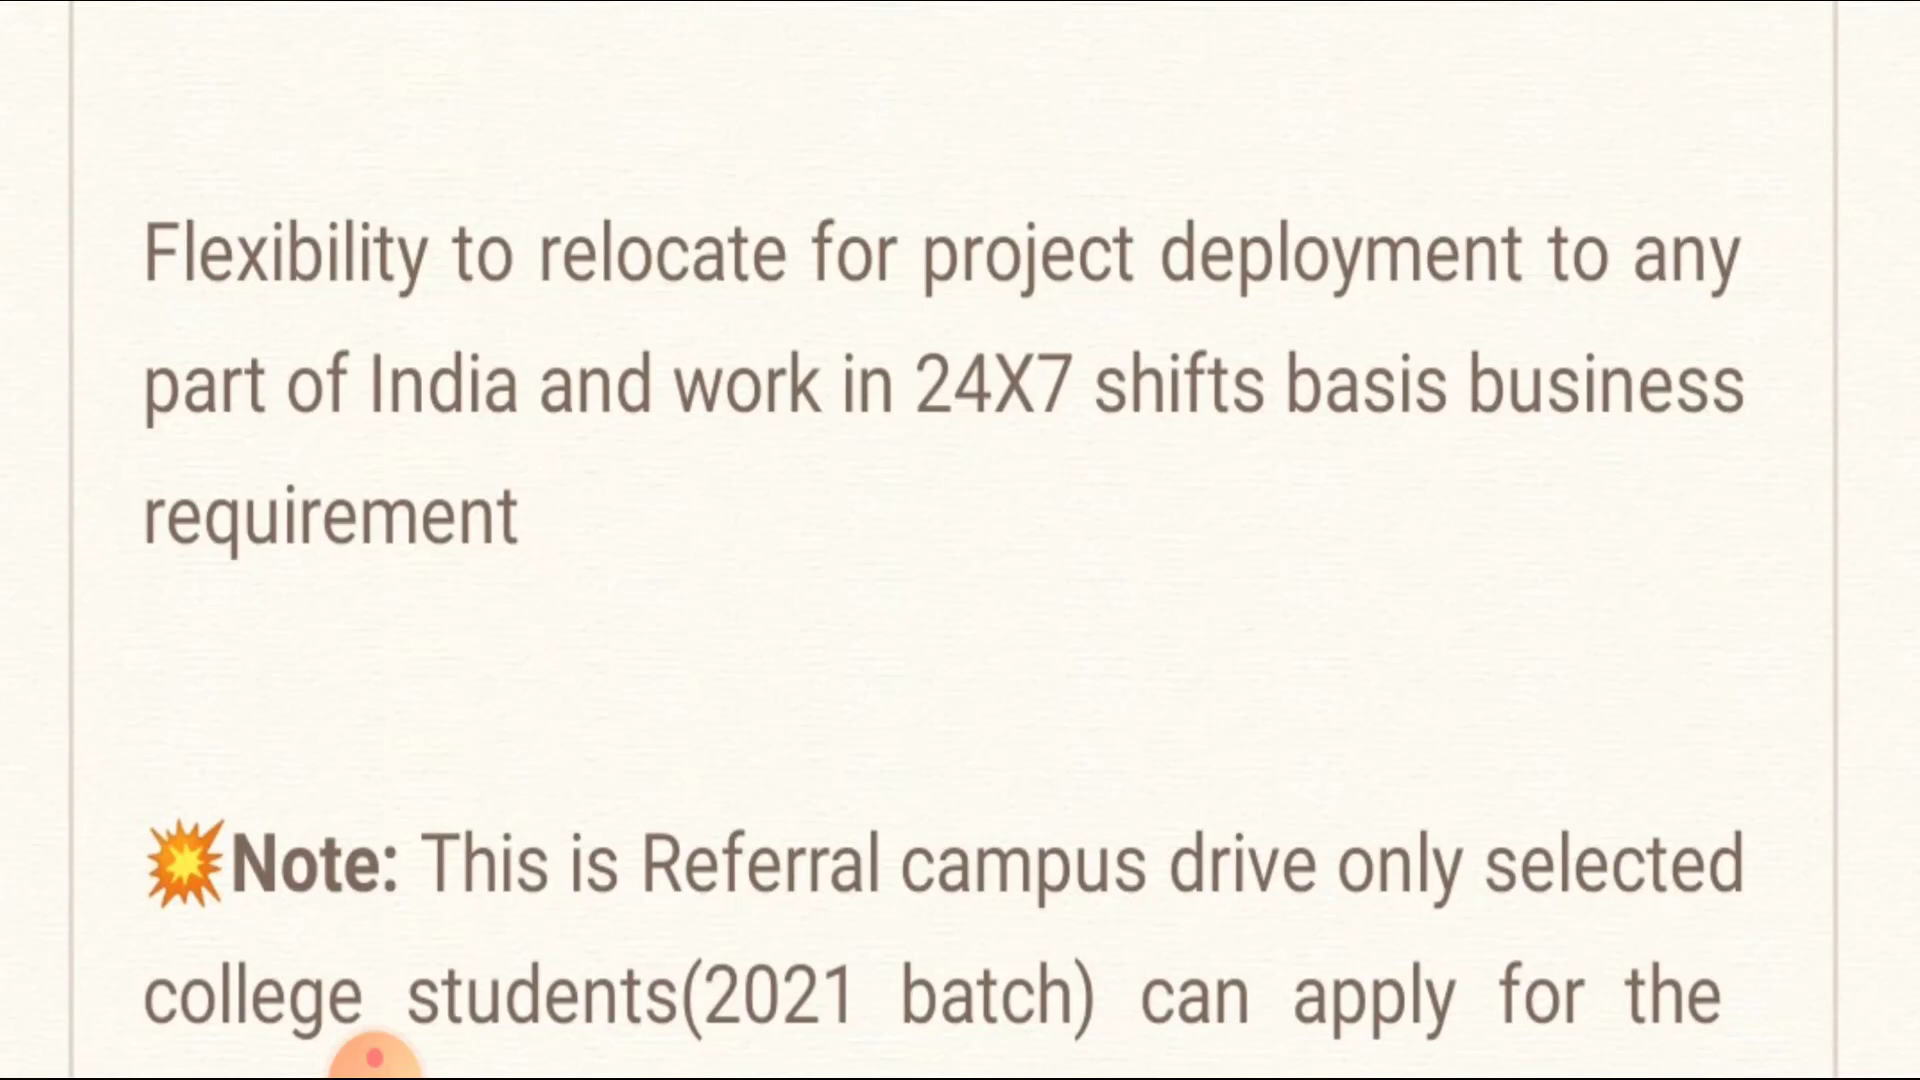 Flexibility to relocate for project deployment to any
part of India and work in 24X7 shifts basis business
requirement
💥Note: This is Referral campus drive only selected
college students(2021 batch) can apply for the